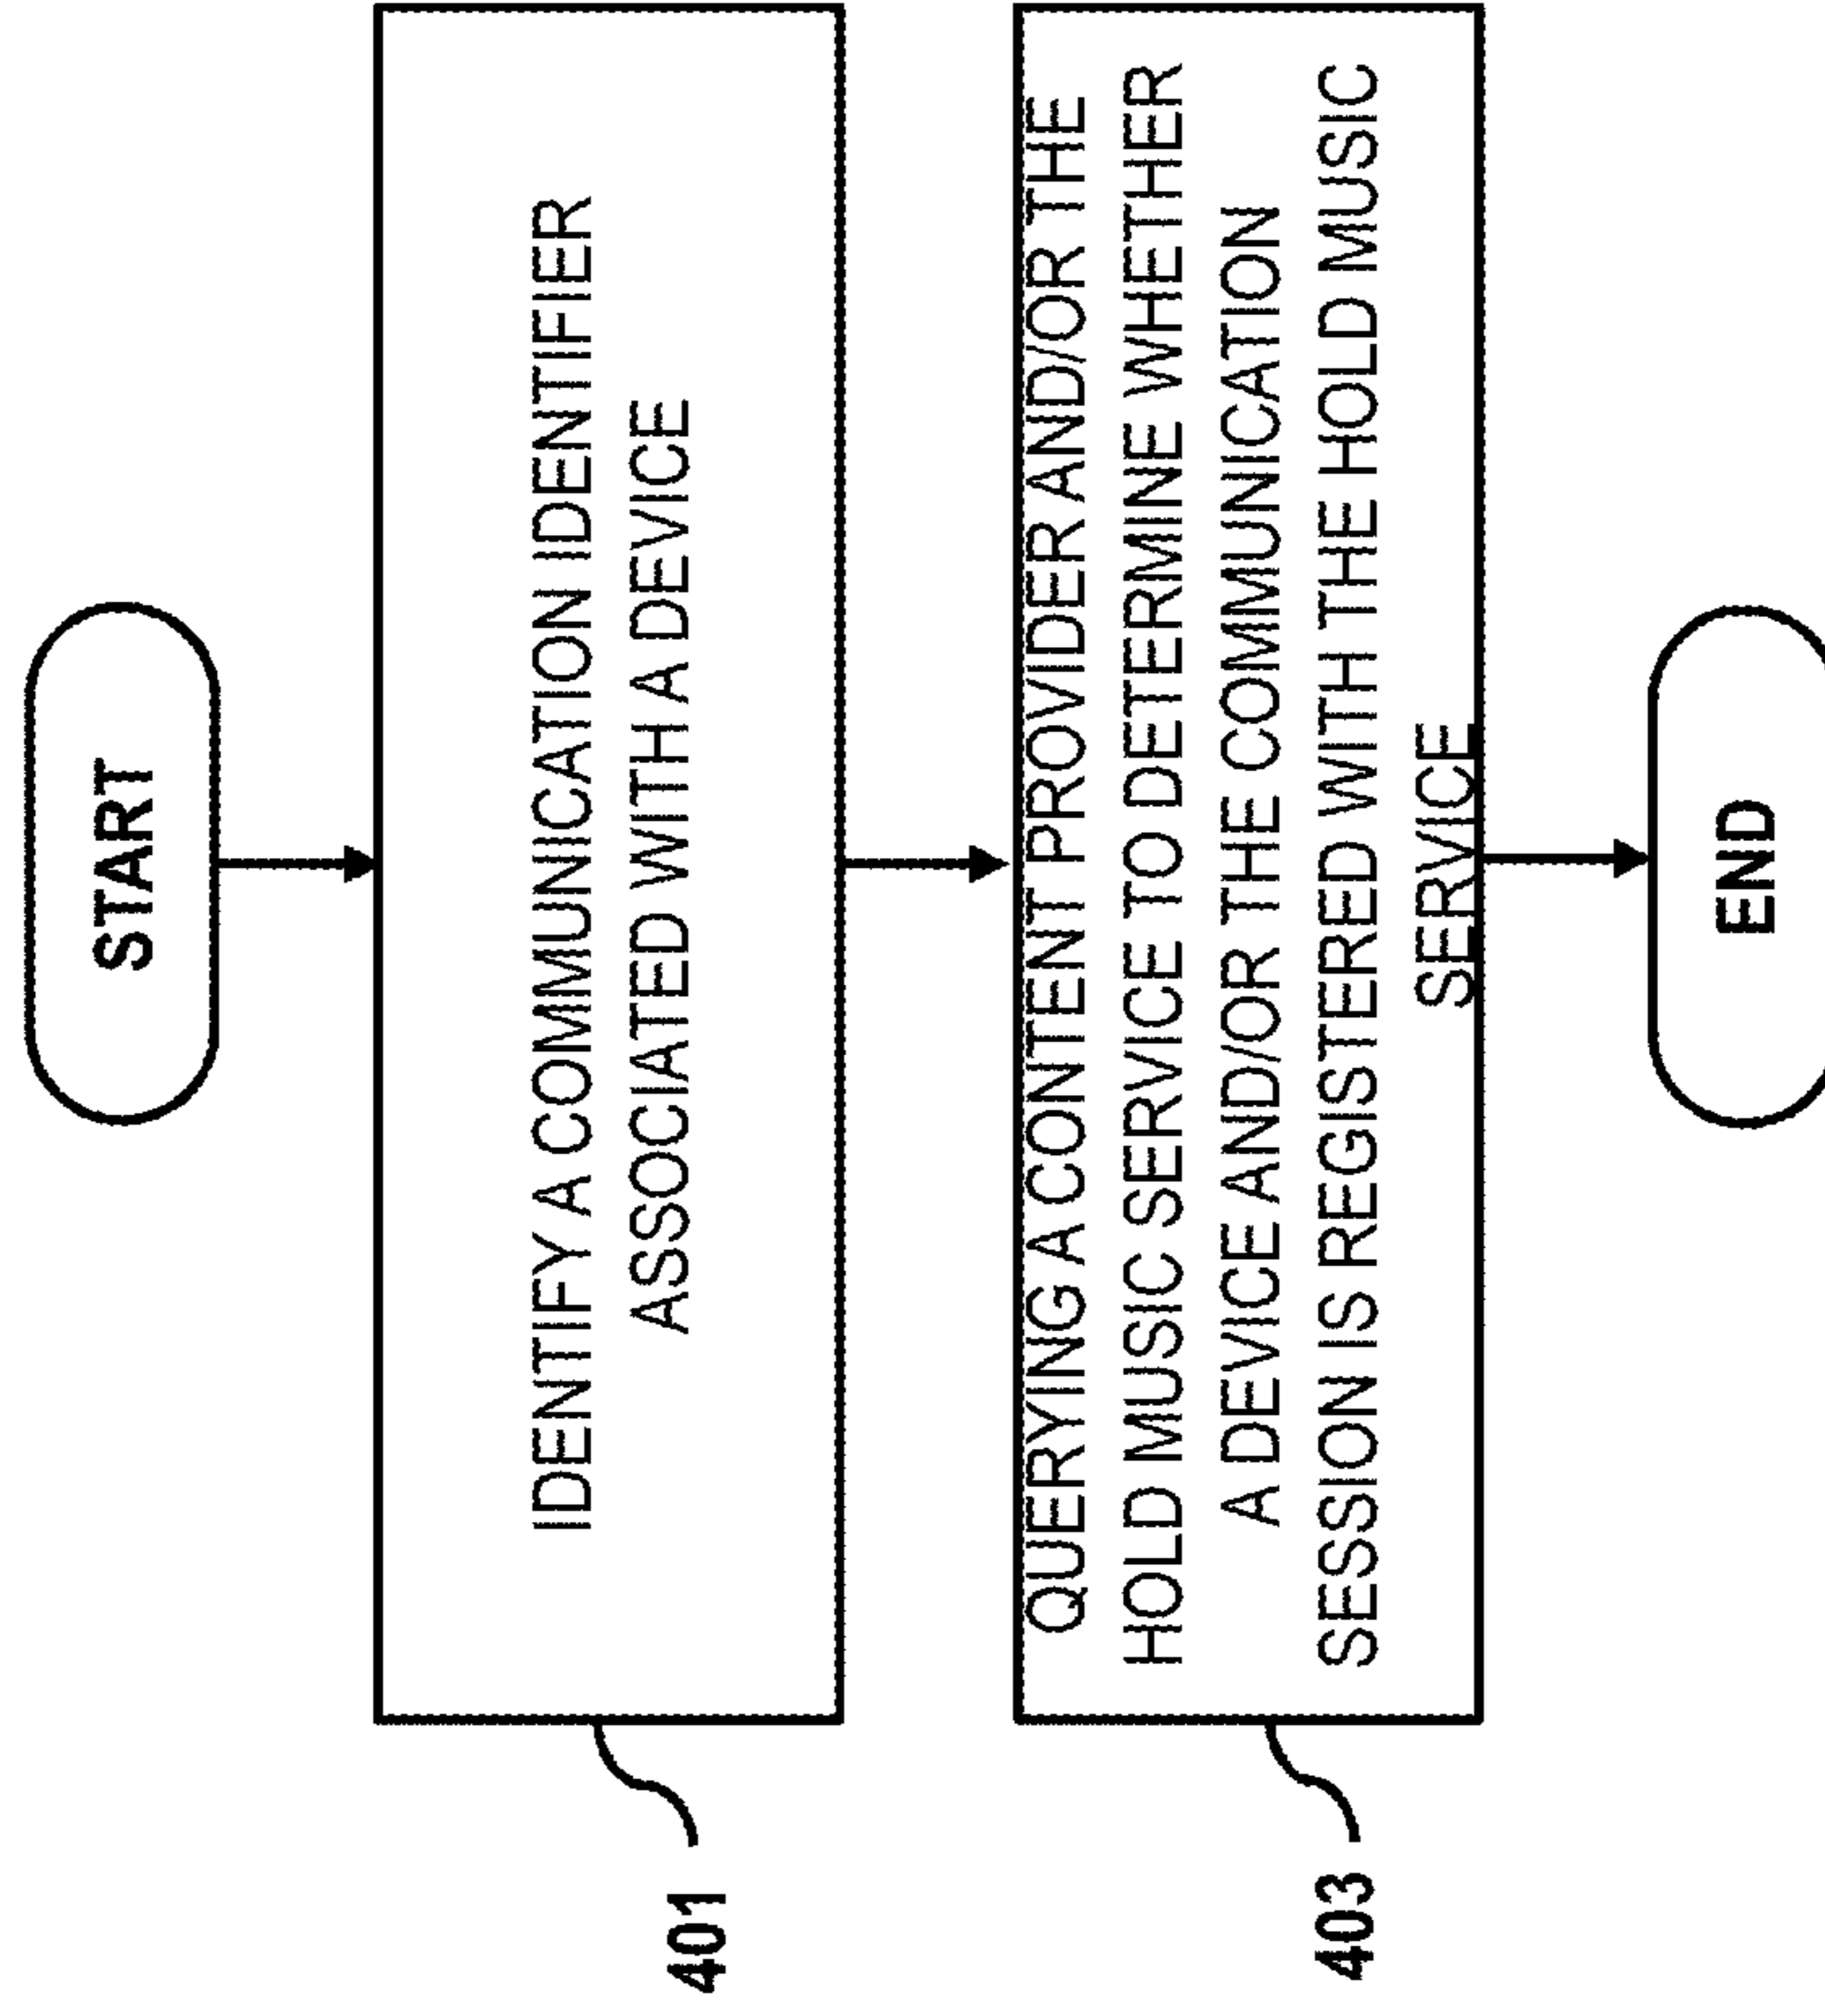 START
IDENTIFY A COMMUNICATION IDENTIFIER
ASSOCIATED WITH A DEVICE
401
QUERYING A CONTENT PROVIDER AND/OR THE
HOLD MUSIC SERVICE TO DETERMINE WHETHER
A DEVICE AND/OR THE COMMUNICATION
SESSION IS REGISTERED WITH THE HOLD MUSIC
SERVICE
403
END